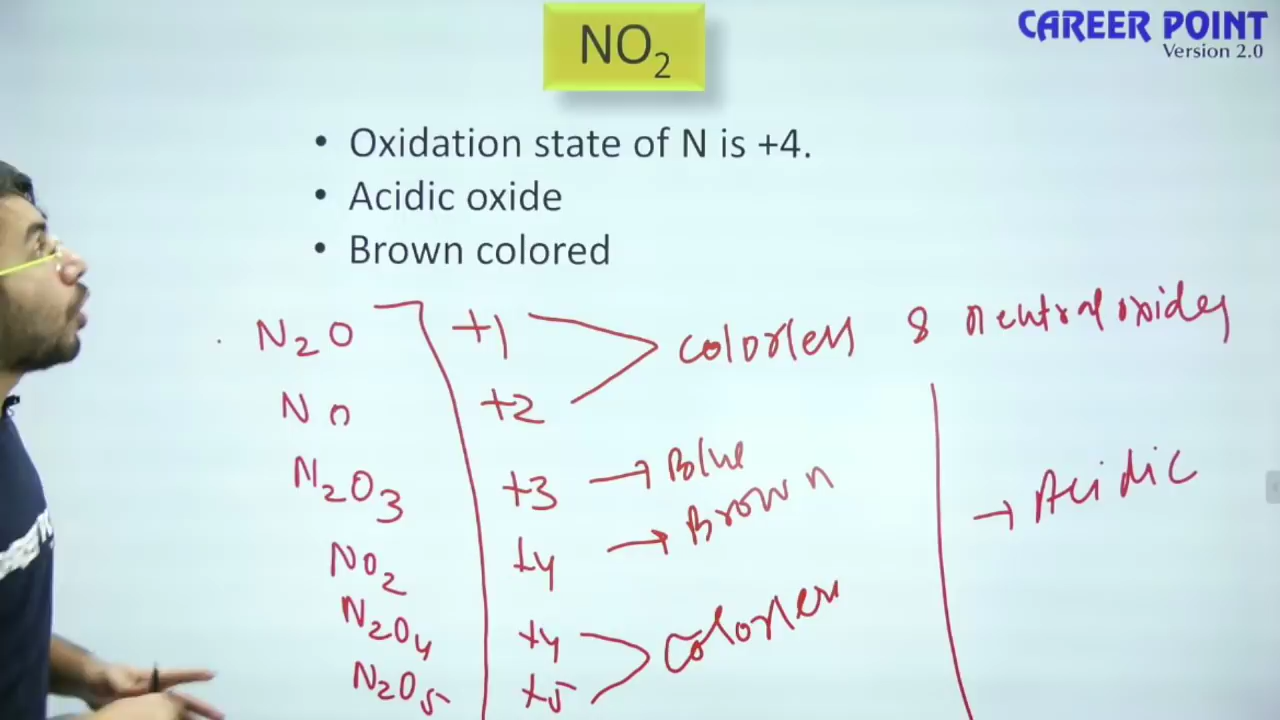 NO2
CAREER POINT
Version 2.0
• Oxidation state of N is +4.
• Acidic oxide
• Brown colored
N2O +1 colorless & neutral oxides
NO +2
N2O3 +3 → Blue
NO2 +4 → Brown → Acidic
N2O4 +4 colorless
N2O5 +5